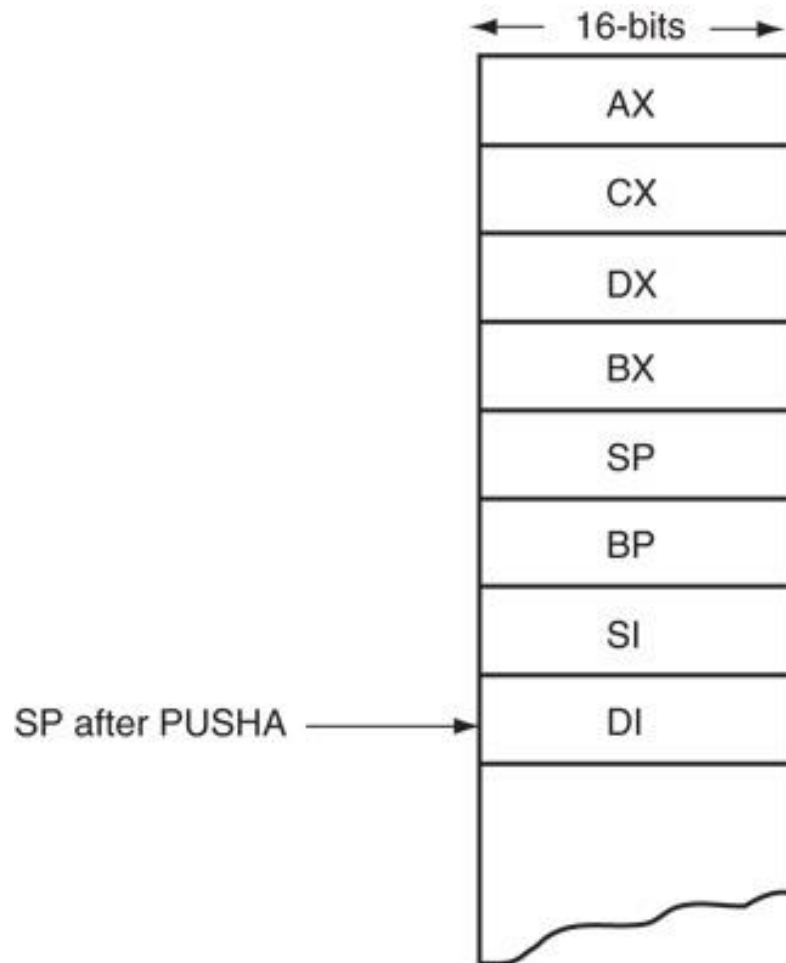 16-bits
AX
CX
DX
BX
SP
BP
SI
SP after PUSHA
DI